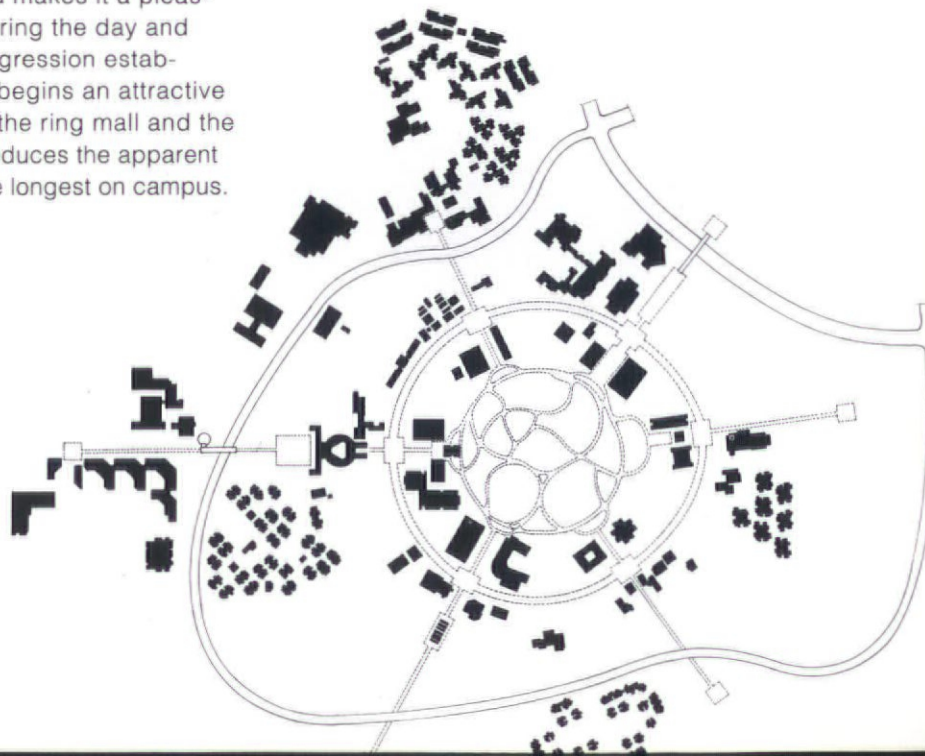 makes it a pleas-
ring the day and
gression estab-
begins an attractive
the ring mall and the
duces the apparent
longest on campus.